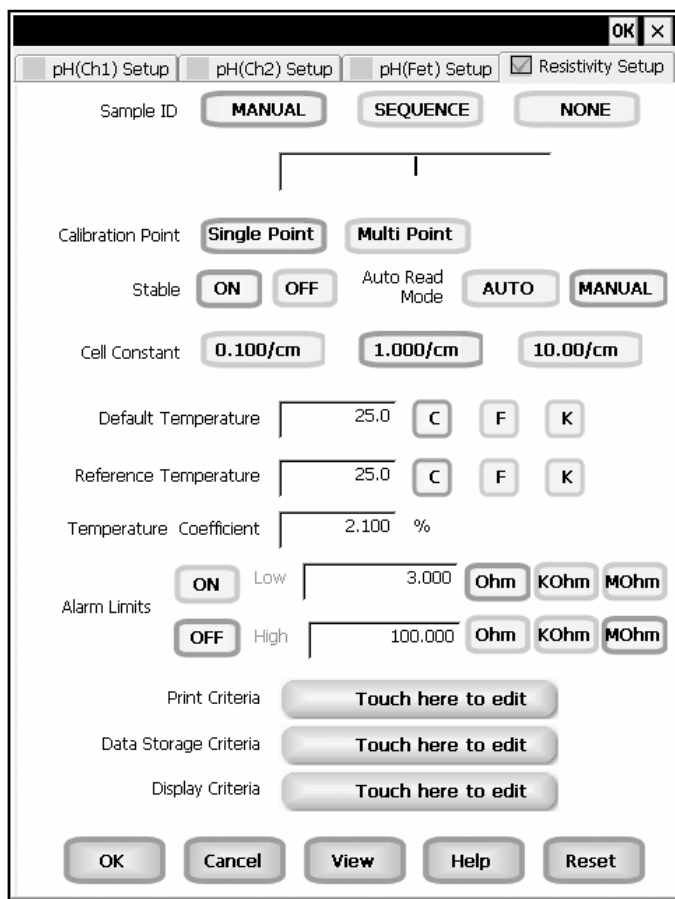 OK ×
pH(Ch1) Setup pH(Ch2) Setup pH(Fet) Setup Resistivity Setup
Sample ID MANUAL SEQUENCE NONE
Calibration Point Single Point Multi Point
Stable ON OFF Auto Read Mode AUTO MANUAL
Cell Constant 0.100/cm 1.000/cm 10.00/cm
Default Temperature 25.0 C F K
Reference Temperature 25.0 C F K
Temperature Coefficient 2.100 %
Alarm Limits
ON Low 3.000 Ohm KOhm MOhm
OFF High 100.000 Ohm KOhm MOhm
Print Criteria Touch here to edit
Data Storage Criteria Touch here to edit
Display Criteria Touch here to edit
OK Cancel View Help Reset